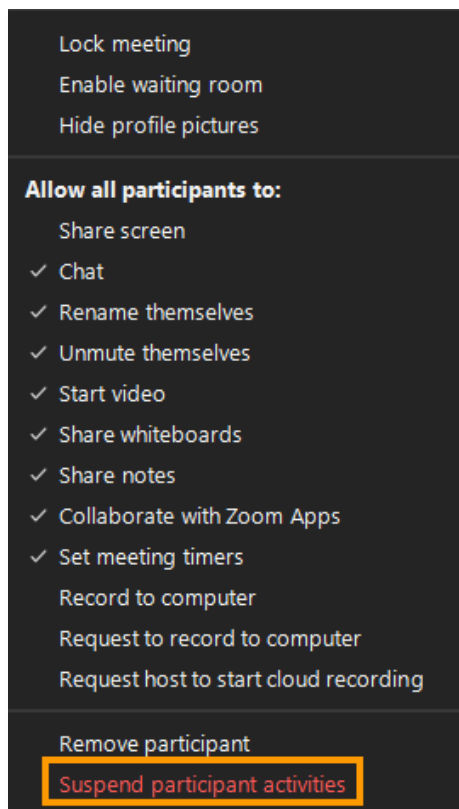 Lock meeting
Enable waiting room
Hide profile pictures
Allow all participants to:
Share screen
Chat
Rename themselves
Unmute themselves
Start video
Share whiteboards
Share notes
Collaborate with Zoom Apps
Set meeting timers
Record to computer
Request to record to computer
Request host to start cloud recording
Remove participant
Suspend participant activities